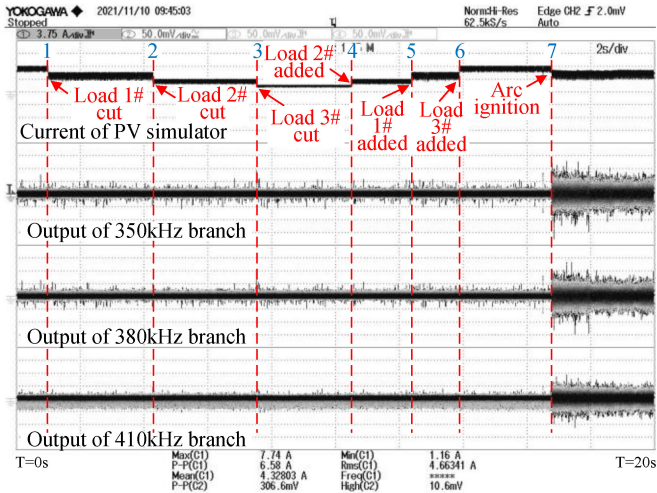 YOKOGAWA ◆ 2021/11/10 09:45:03
Stopped
Norm:Hi-Res
62.5kS/s
Edge CH2 2.0mV
Auto
1 3.75 A/div
2 50.0mV/div
50.0mV/div
50.0mV/div
1 2 3 4 5 6 7
2s/div
Load 1#
cut
Load 2#
cut
Load 3#
cut
Load 2#
added
Load
1#
added
Load
3#
added
Arc
ignition
Current of PV simulator
Output of 350kHz branch
Output of 380kHz branch
Output of 410kHz branch
T=0s
T=20s
Max(C1) 7.74 A
P-P(C1) 6.58 A
Mean(C1) 4.32803 A
P-P(C2) 306.6mV
Min(C1) 1.16 A
Rms(C1) 4.66341 A
Freq(C1) *****
High(C2) 10.6mV